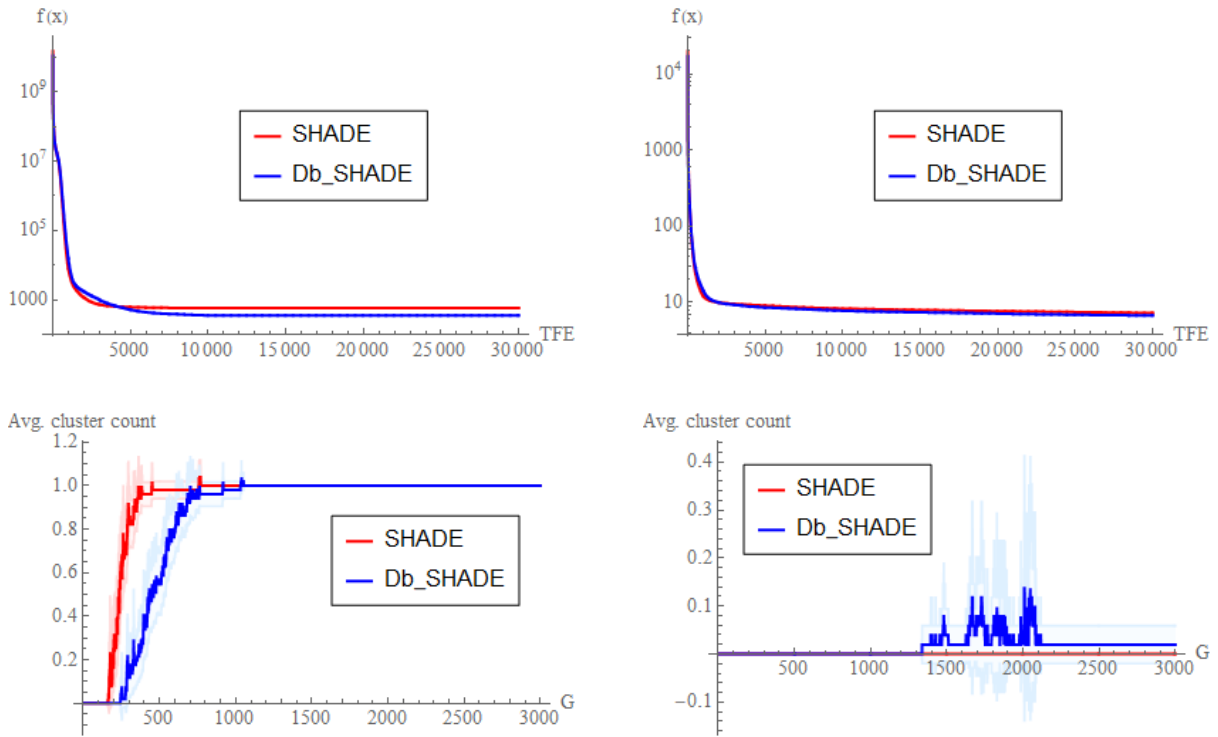 f(x)
10^9
10^7
10^5
1000
SHADE
Db_SHADE
5000 10 000 15 000 20 000 25 000 30 000
TFE
f(x)
10^4
1000
100
10
SHADE
Db_SHADE
5000 10 000 15 000 20 000 25 000 30 000
TFE
Avg. cluster count
1.2
1.0
0.8
0.6
0.4
0.2
SHADE
Db_SHADE
500 1000 1500 2000 2500 3000
G
Avg. cluster count
0.4
0.3
0.2
0.1
-0.1
SHADE
Db_SHADE
500 1000 1500 2000 2500 3000
G